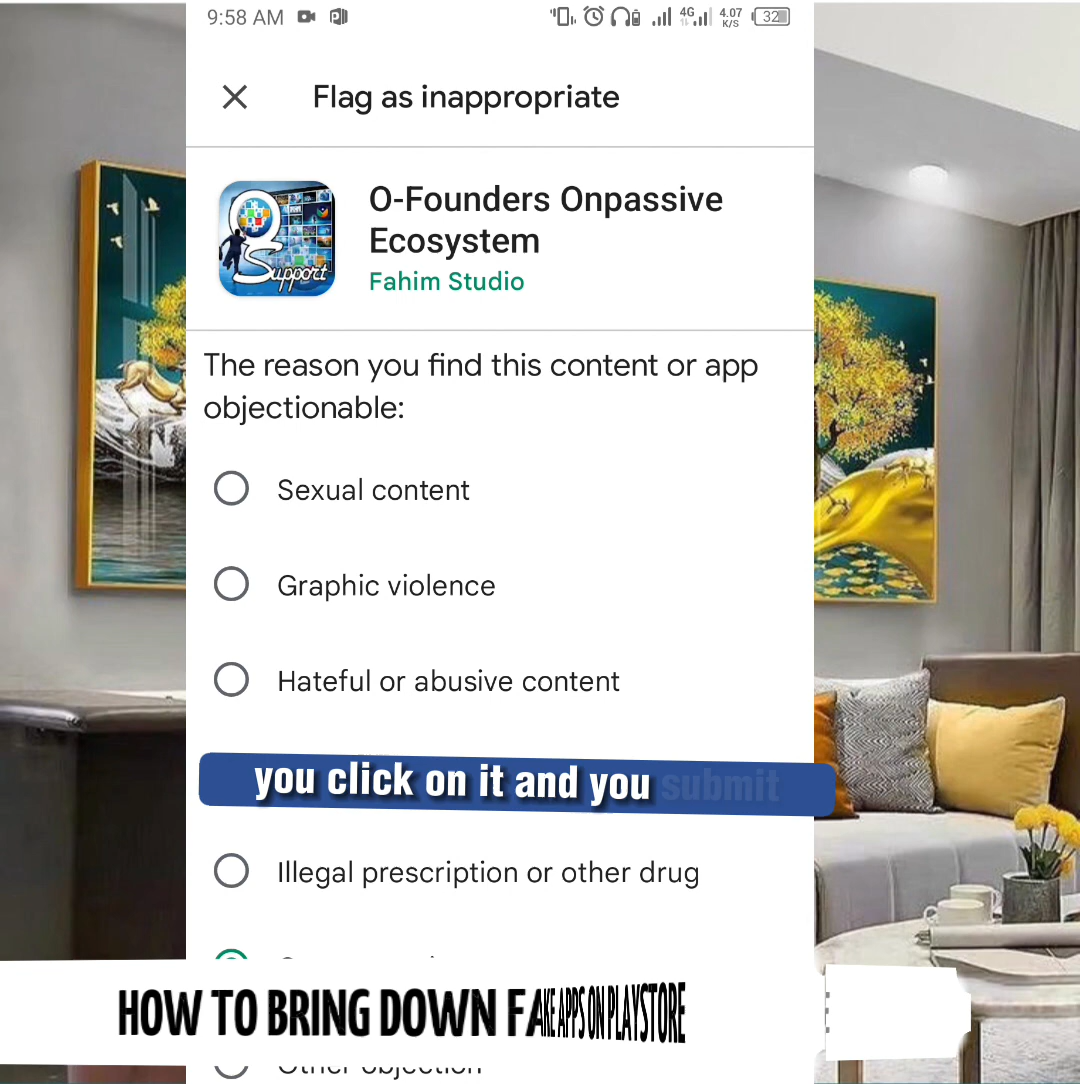 9:58 AM
4G
4.07
K/S
32
Flag as inappropriate
Support
O-Founders Onpassive
Ecosystem
Fahim Studio
The reason you find this content or app
objectionable:
Sexual content
Graphic violence
Hateful or abusive content
you click on it and you submit
Illegal prescription or other drug
HOW TO BRING DOWN FAKE APPS ON PLAYSTORE
Other objection